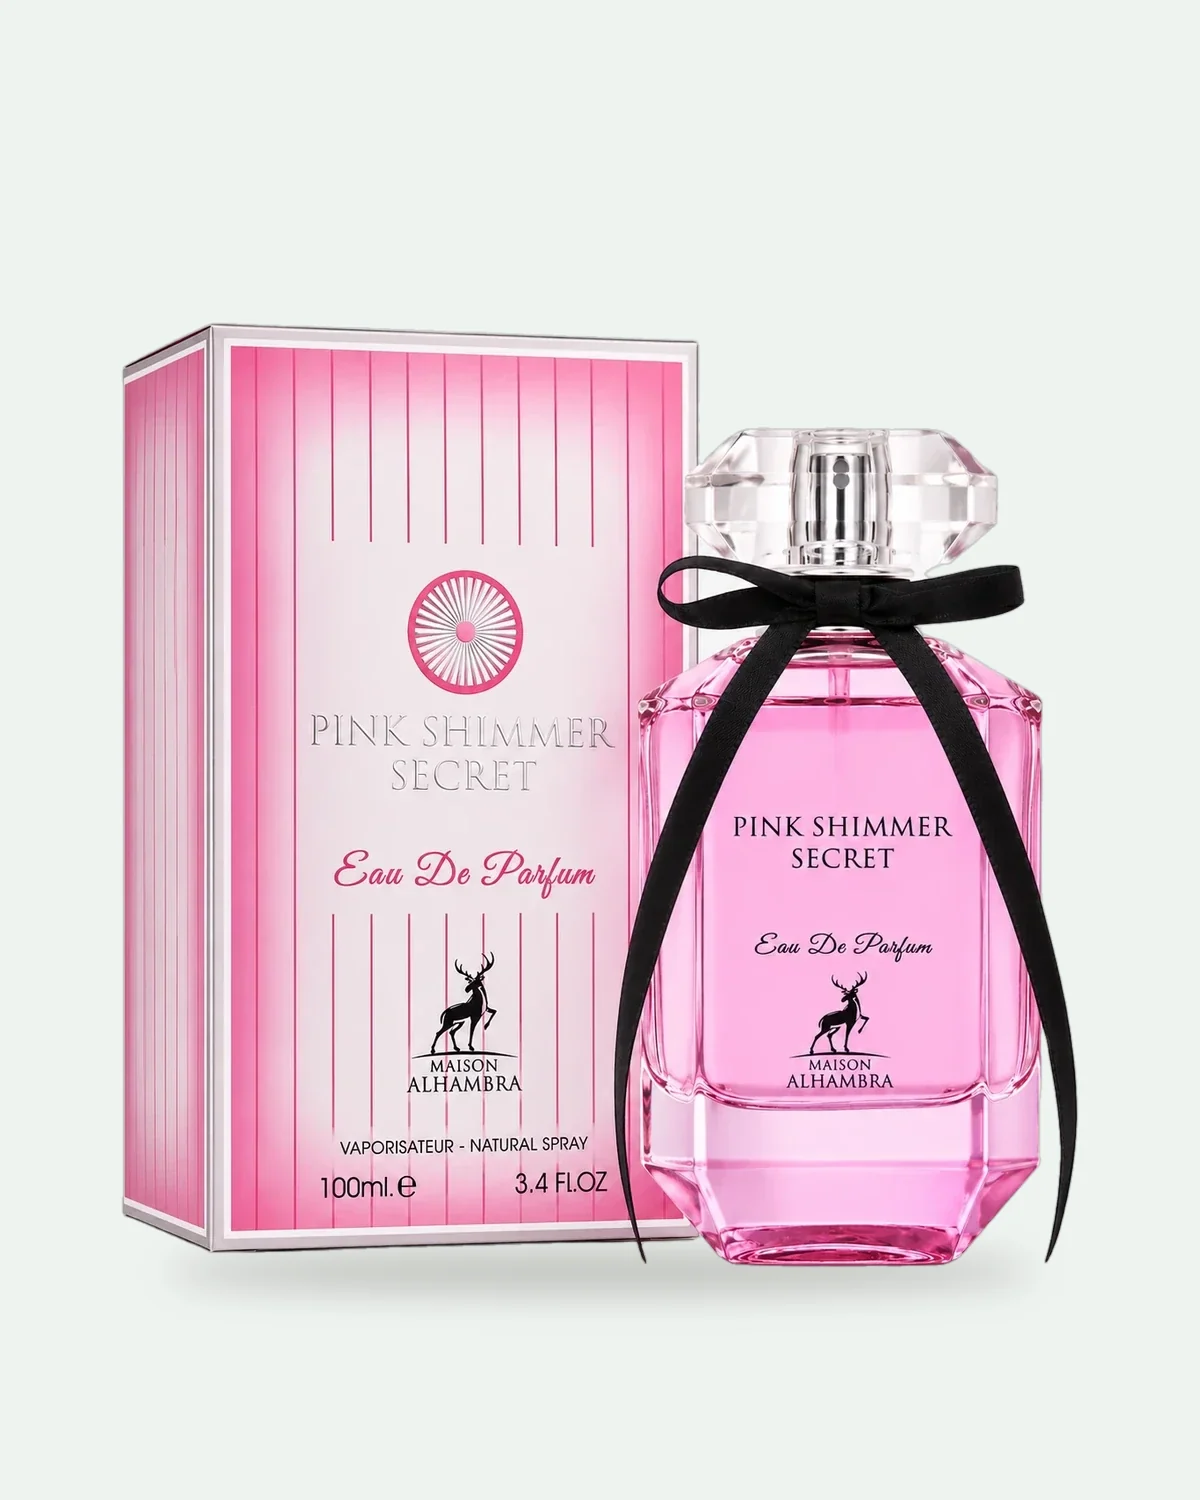 PINK SHIMMER
SECRET
Eau De Parfum
MAISON
ALHAMBRA
VAPORISATEUR - NATURAL SPRAY
100ml.e 3.4 FL.OZ
PINK SHIMMER
SECRET
Eau De Parfum
MAISON
ALHAMBRA